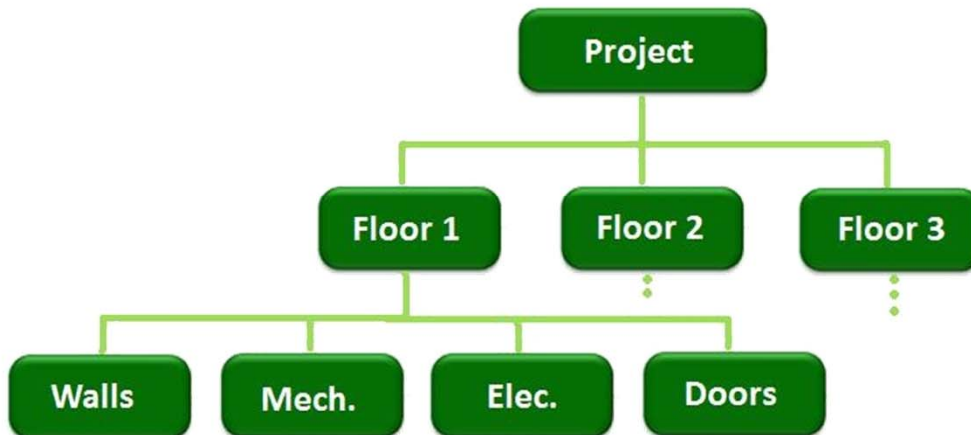 Project
Floor 1
Floor 2
Floor 3
Walls
Mech.
Elec.
Doors